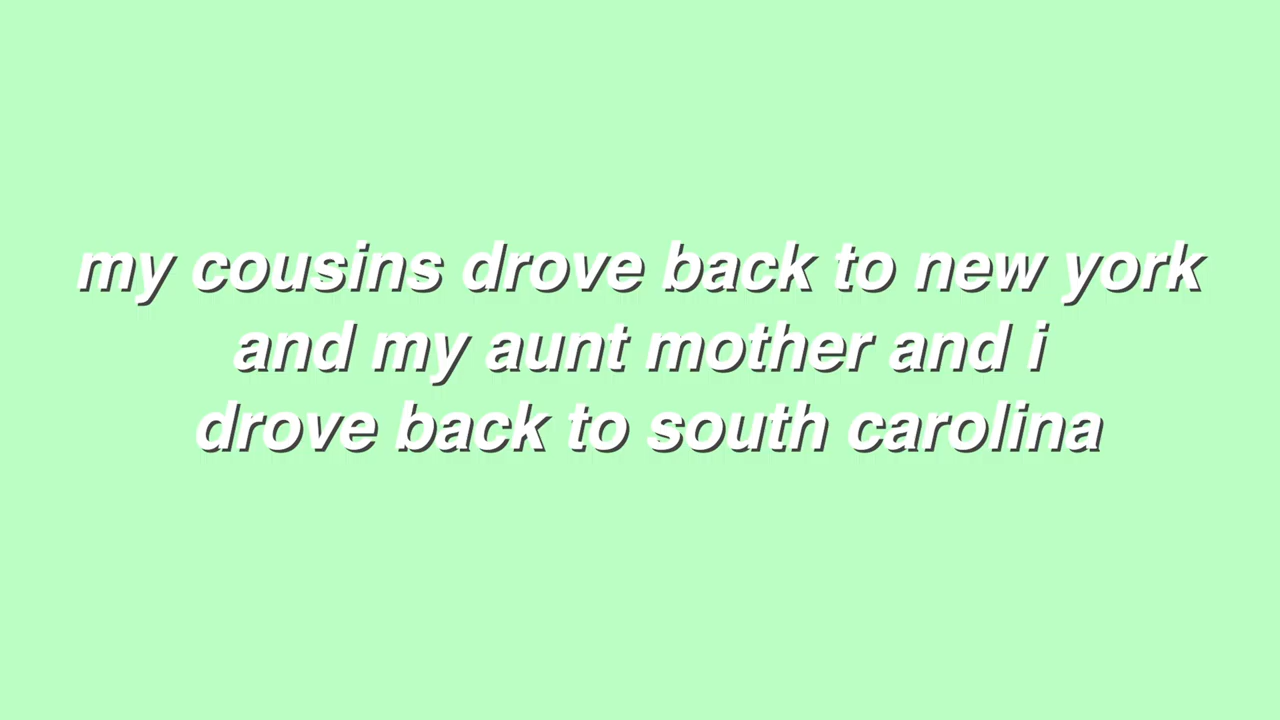 my cousins drove back to new york
and my aunt mother and i
drove back to south carolina